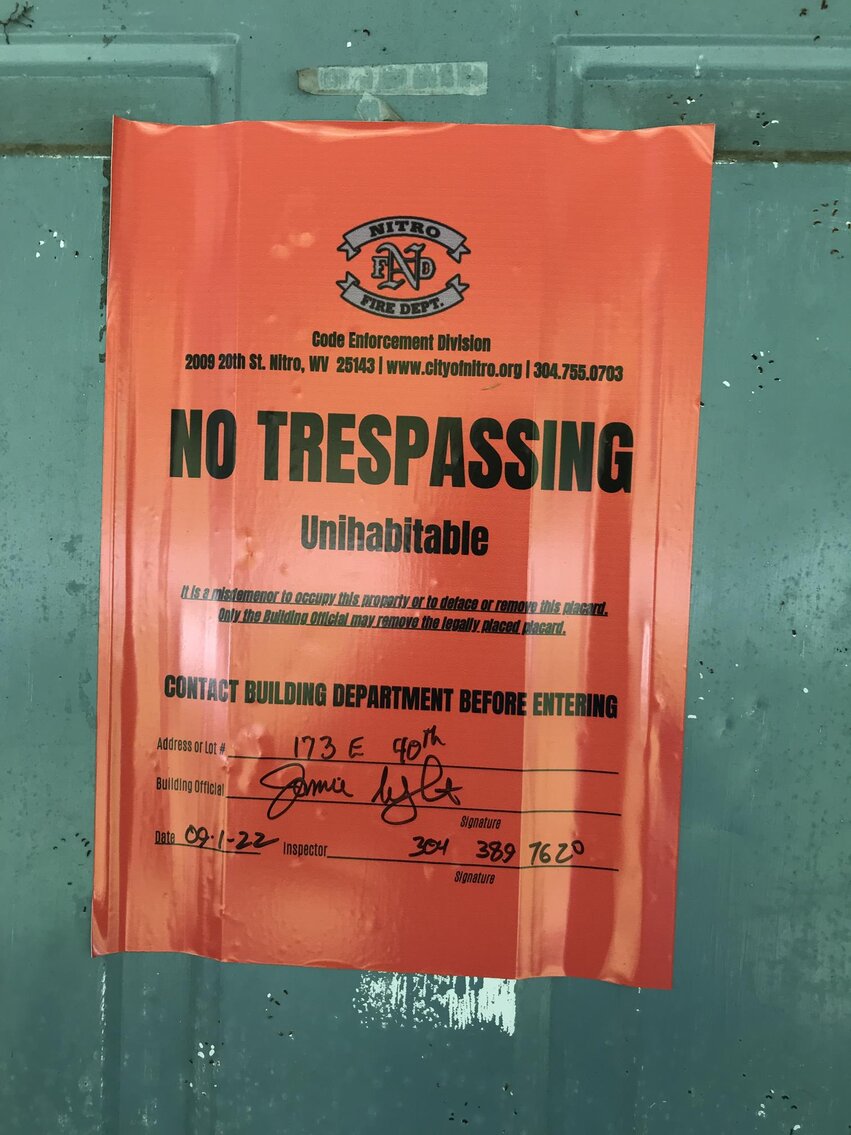 NITRO
FND
FIRE DEPT.
Code Enforcement Division
2009 20th St. Nitro, WV 25143 | www.cityofnitro.org | 304.755.0703
NO TRESPASSING
Unihabitable
It is a misdemenor to occupy this property or to deface or remove this placard.
Only the Building Official may remove the legally placed placard.
CONTACT BUILDING DEPARTMENT BEFORE ENTERING
Address or Lot # 173 E 40th
Building Official Jamie
Signature
Date 09-1-22 Inspector 304 389 7620
Signature